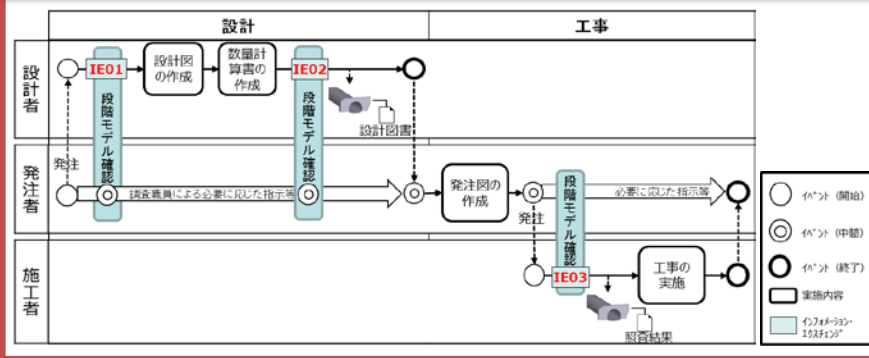 設計
工事
設計者
IE01
設計図
の作成
数量計
算書の
作成
IE02
段階モデル確認
段階モデル確認
設計図書
発注
発注者
調査職員による必要に応じた指示等
発注図の
作成
段階モデル確認
必要に応じた指示等
発注
施工者
IE03
工事の
実施
照査結果
イベント (開始)
イベント (中間)
イベント (終了)
実施内容
インフォメーション・
エクスチェンジ